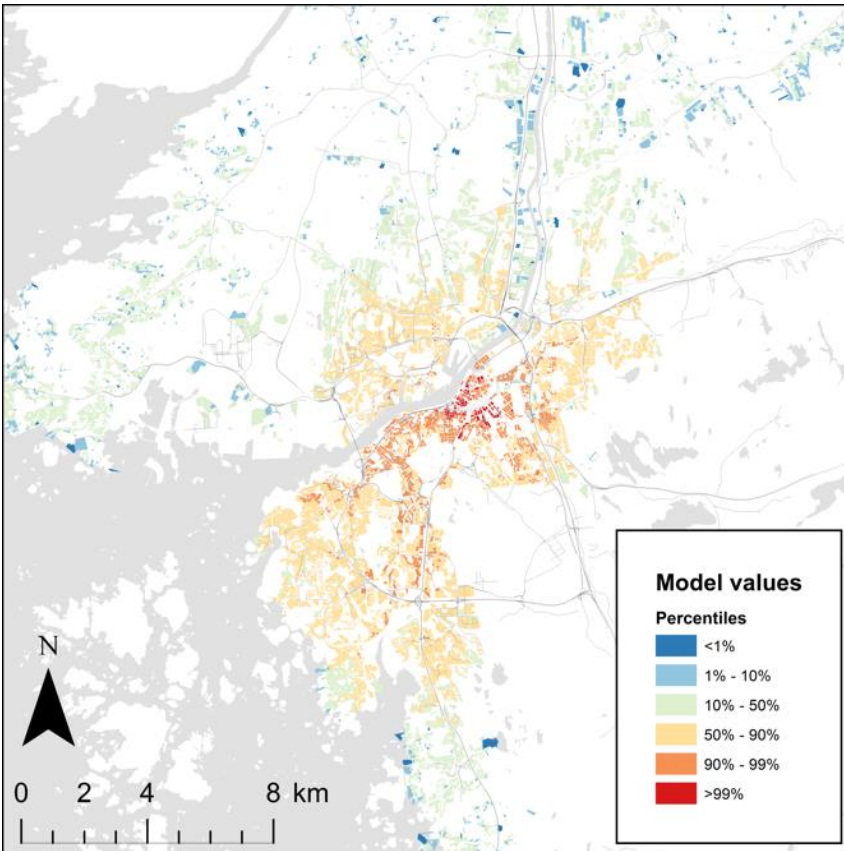 N
0 2 4 8 km
Model values
Percentiles
<1%
1% - 10%
10% - 50%
50% - 90%
90% - 99%
>99%